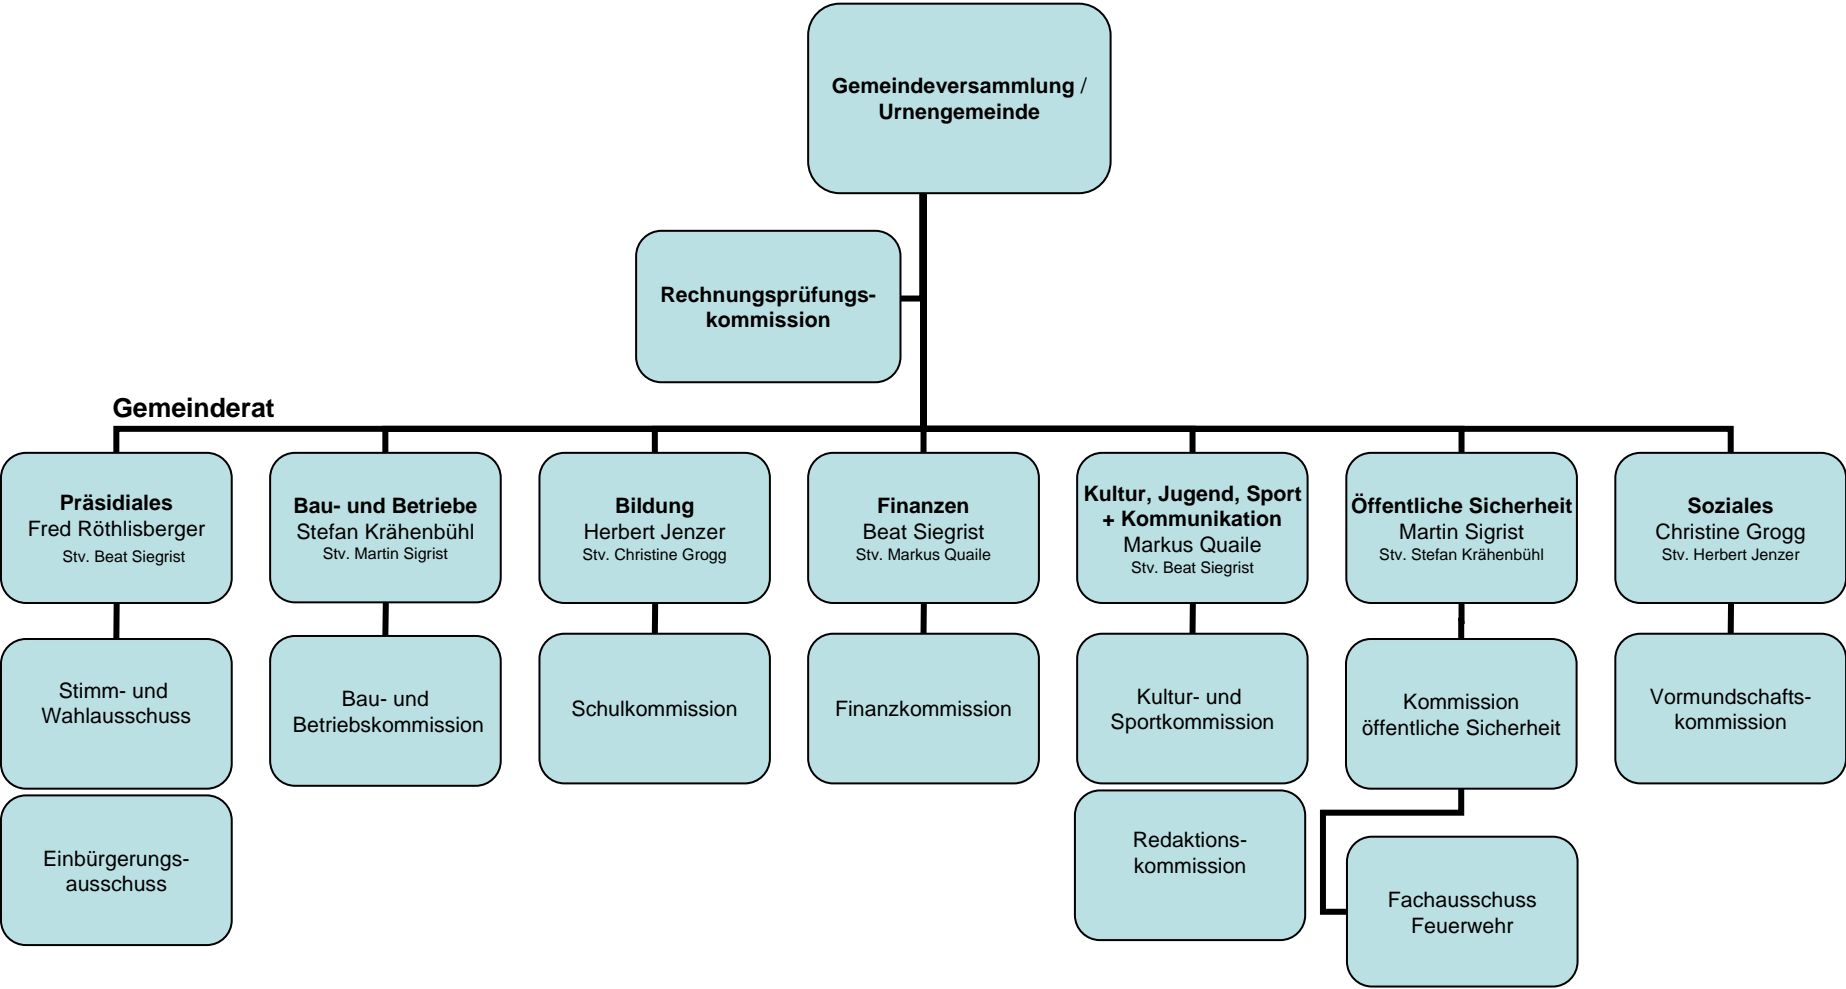 Gemeindeversammlung /
Urnengemeinde
Rechnungsprüfungs-
kommission
Gemeinderat
Präsidiales
Fred Röthlisberger
Stv. Beat Siegrist
Bau- und Betriebe
Stefan Krähenbühl
Stv. Martin Sigrist
Bildung
Herbert Jenzer
Stv. Christine Grogg
Finanzen
Beat Siegrist
Stv. Markus Quaile
Kultur, Jugend, Sport
+ Kommunikation
Markus Quaile
Stv. Beat Siegrist
Öffentliche Sicherheit
Martin Sigrist
Stv. Stefan Krähenbühl
Soziales
Christine Grogg
Stv. Herbert Jenzer
Stimm- und
Wahlausschuss
Bau- und
Betriebskommission
Schulkommission
Finanzkommission
Kultur- und
Sportkommission
Kommission
öffentliche Sicherheit
Vormundschafts-
kommission
Einbürgerungs-
ausschuss
Redaktions-
kommission
Fachausschuss
Feuerwehr